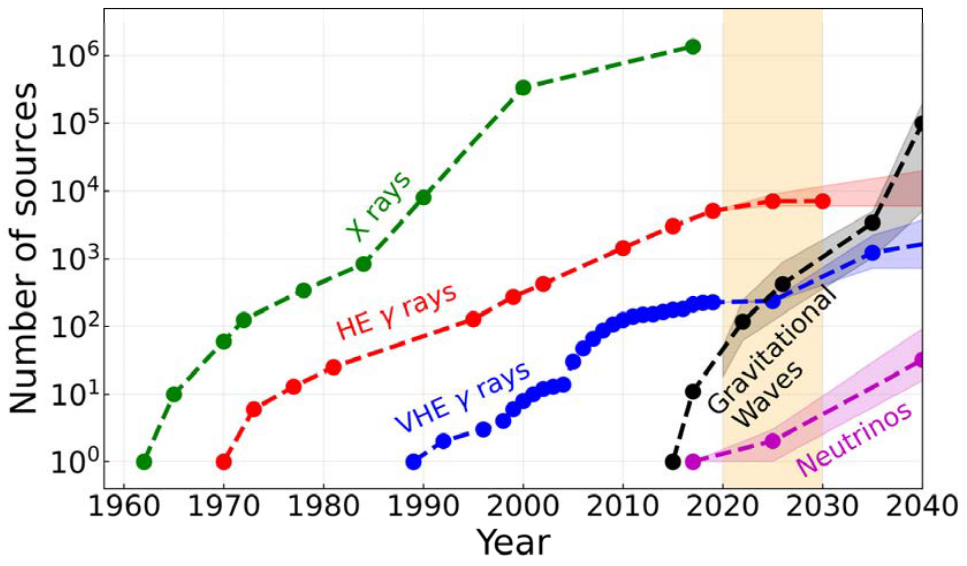 10⁶
10⁵
10⁴
10³
10²
10¹
10⁰
Number of sources
X rays
HE γ rays
VHE γ rays
Gravitational
Waves
Neutrinos
1960 1970 1980 1990 2000 2010 2020 2030 2040
Year